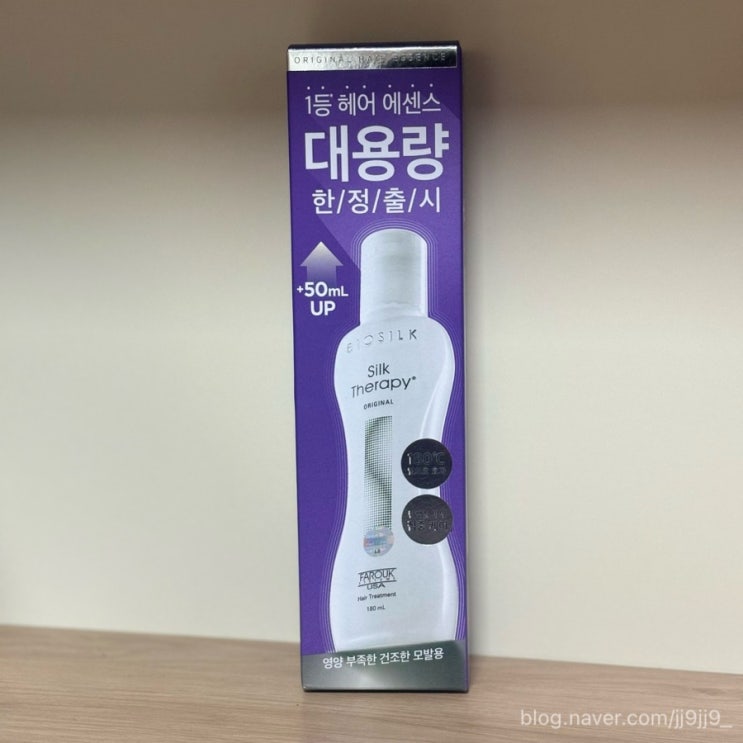 ORIGINAL HAIR ESSENCE
1등* 헤어 에센스
대용량
한/정/출/시
+50mL
UP
BIOSILK
Silk
Therapy®
ORIGINAL
FAROUK
USA
Hair Treatment
180 mL
영양 부족한 건조한 모발용
blog.naver.com/jj9jj9_